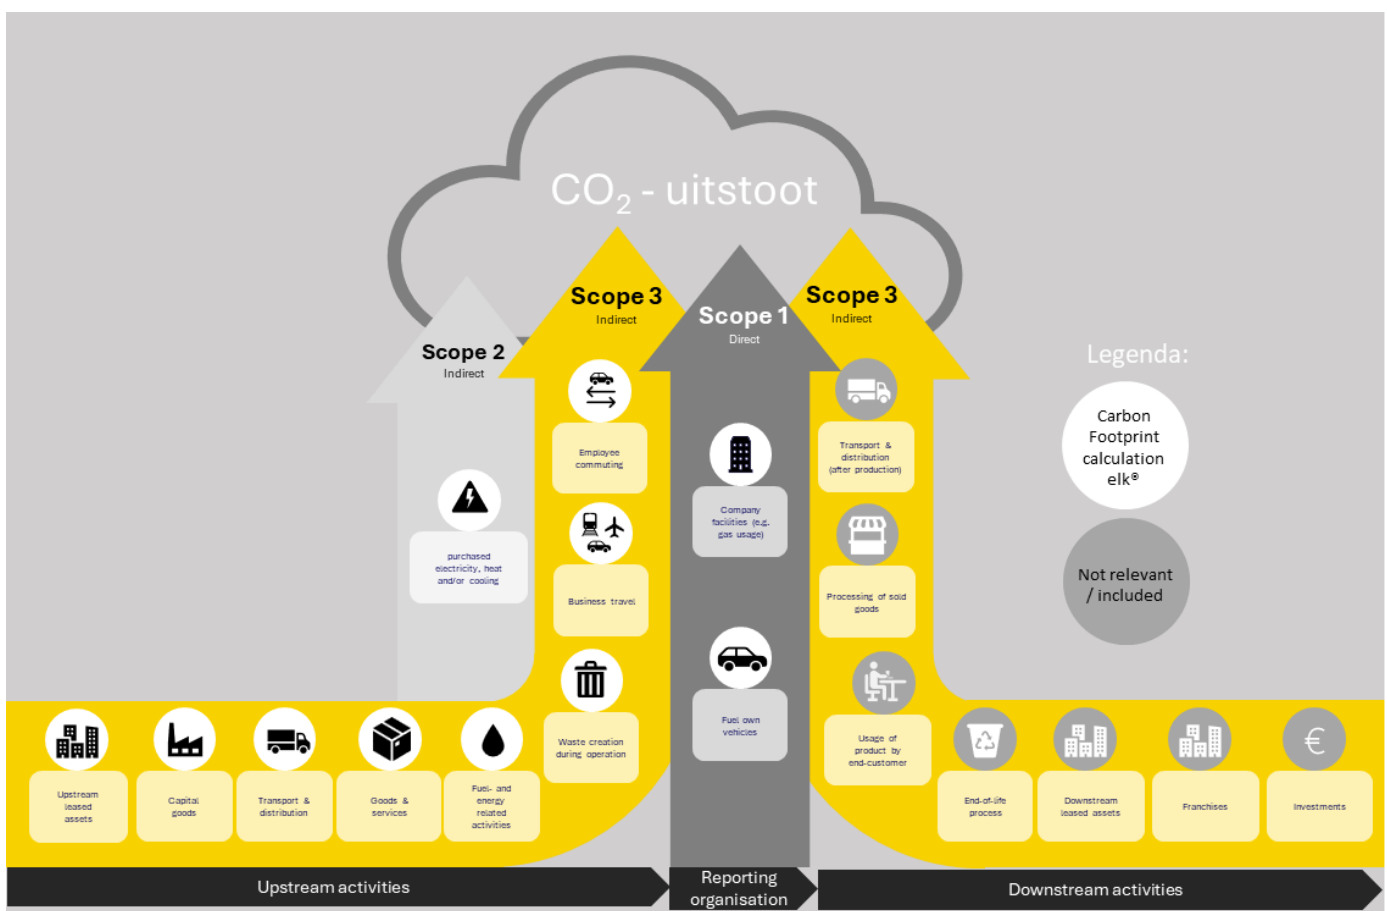 CO₂ - uitstoot
Scope 2
Indirect
purchased
electricity, heat
and/or cooling
Scope 3
Indirect
Employee
commuting
Business travel
Waste creation
during operation
Scope 1
Direct
Company
facilities (e.g.
gas usage)
Fuel own
vehicles
Scope 3
Indirect
Transport &
distribution
(after production)
Processing of sold
goods
Usage of
product by
end-customer
Legenda:
Carbon
Footprint
calculation
elk®
Not relevant
/ included
Upstream
leased
assets
Capital
goods
Transport &
distribution
Goods &
services
Fuel- and
energy
related
activities
End-of-life
process
Downstream
leased assets
Franchises
€
Investments
Upstream activities
Reporting
organisation
Downstream activities